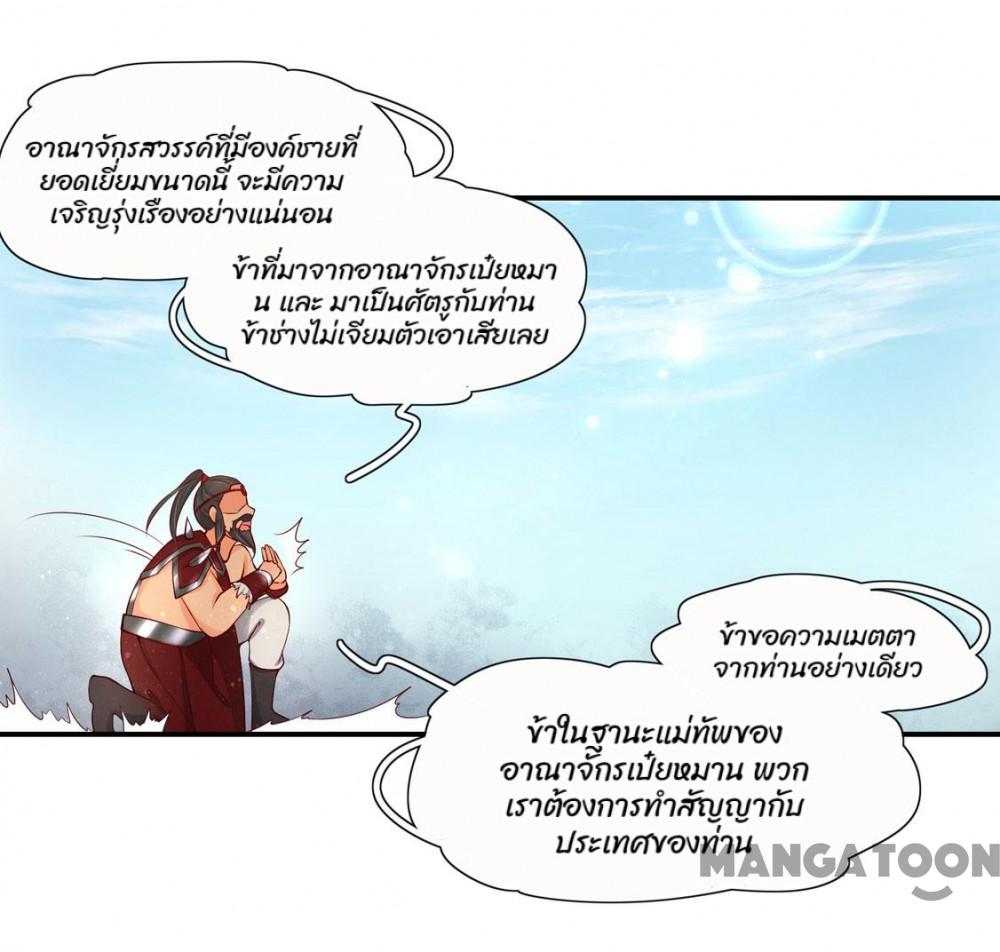 อาณาจักรสวรรค์ที่มีองค์ชายที่
ยอดเยี่ยมขนาดนี้ จะมีความ
เจริญรุ่งเรืองอย่างแน่นอน
ข้าที่มาจากอาณาจักรเป๋ยหมา
น และ มาเป็นศัตรูกับท่าน
ข้าช่างไม่เจียมตัวเอาเสียเลย
ข้าขอความเมตตา
จากท่านอย่างเดียว
ข้าในฐานะแม่ทัพของ
อาณาจักรเป๋ยหมาน พวก
เราต้องการทำสัญญากับ
ประเทศของท่าน
MANGATOON